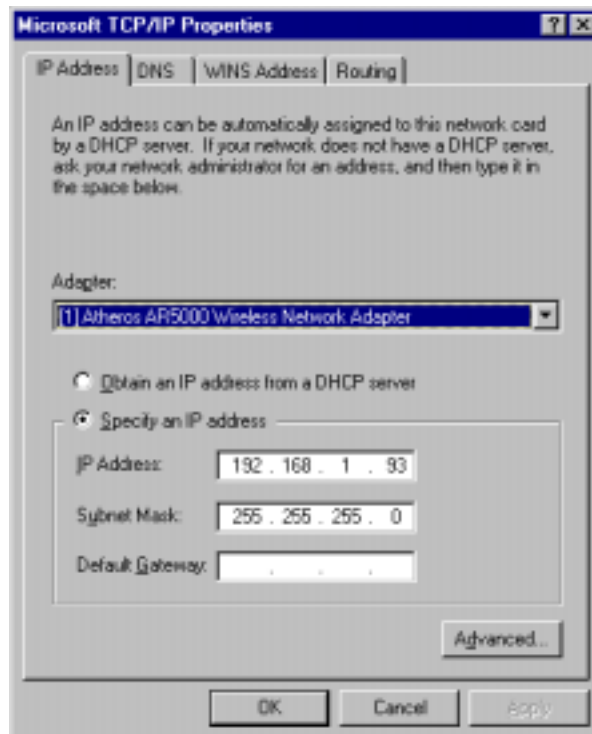 Microsoft TCP/IP Properties
IP Address DNS WINS Address Routing
An IP address can be automatically assigned to this network card
by a DHCP server. If your network does not have a DHCP server,
ask your network administrator for an address, and then type it in
the space below.
Adapter:
[1] Atheros AR5000 Wireless Network Adapter
Obtain an IP address from a DHCP server
Specify an IP address
IP Address: 192 . 168 . 1 . 93
Subnet Mask: 255 . 255 . 255 . 0
Default Gateway: . . .
Advanced...
OK Cancel Apply